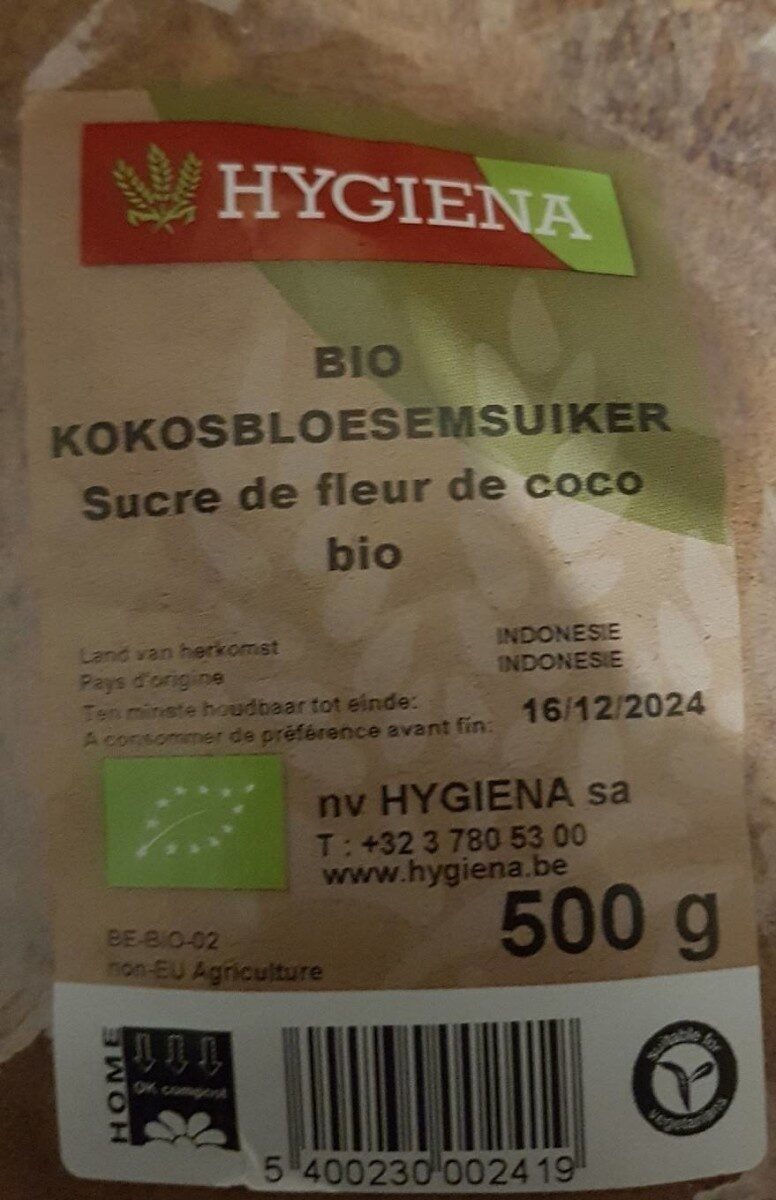 HYGIENA
BIO
KOKOSBLOESEMSUIKER
Sucre de fleur de coco
bio
Land van herkomst INDONESIE
Pays d'origine INDONESIE
Ten minste houdbaar tot einde: 16/12/2024
A consommer de préférence avant fin:
nv HYGIENA sa
T : +32 3 780 53 00
www.hygiena.be
500 g
BE-BIO-02
non-EU Agriculture
HOME
OK compost
Suitable for
vegetarians
5 400230 002419